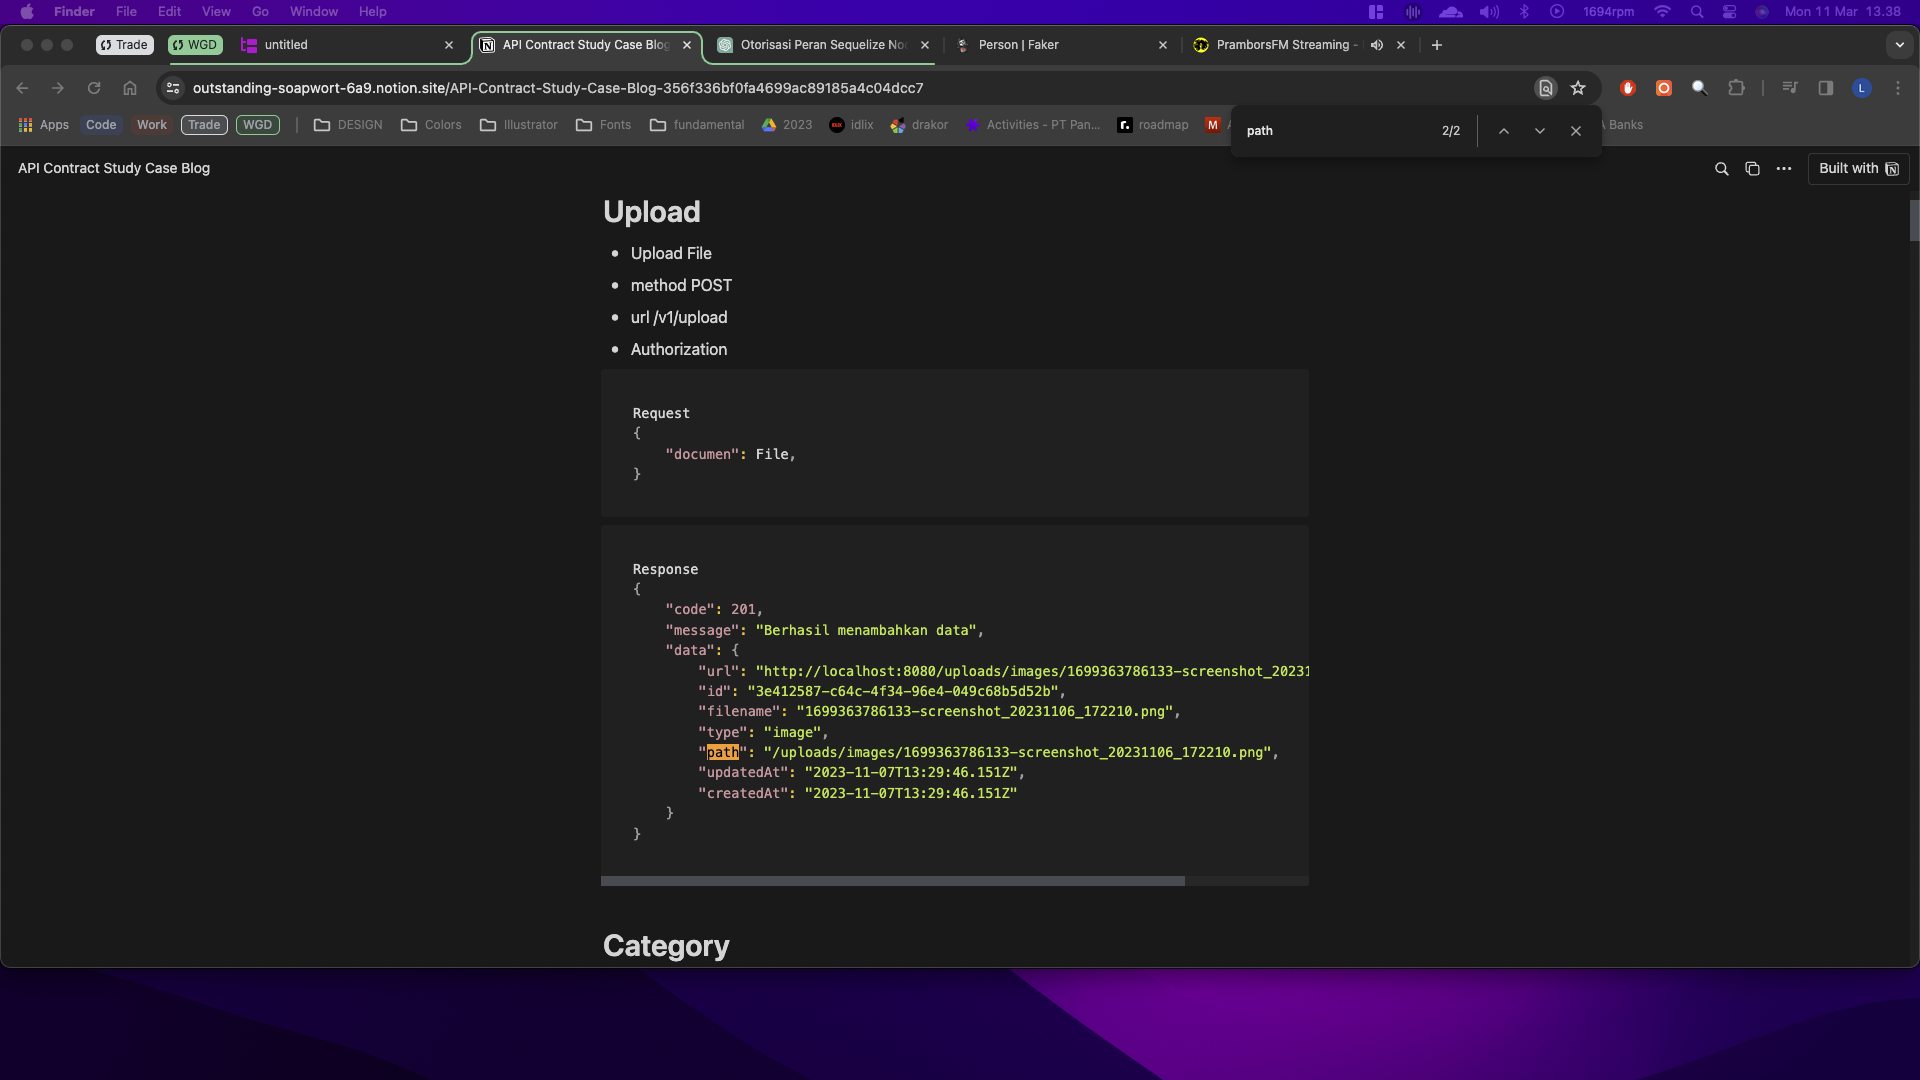 Finder File Edit View Go Window Help 1694rpm Mon 11 Mar 13.38
Trade WGD untitled API Contract Study Case Blog Otorisasi Peran Sequelize No Person | Faker PramborsFM Streaming -
outstanding-soapwort-6a9.notion.site/API-Contract-Study-Case-Blog-356f336bf0fa4699ac89185a4c04dcc7 L
Apps Code Work Trade WGD DESIGN Colors Illustrator Fonts fundamental 2023 idlix drakor Activities - PT Pan... roadmap Banks
path 2/2
API Contract Study Case Blog Built with
Upload
• Upload File
• method POST
• url /v1/upload
• Authorization
Request
{
"documen": File,
}
Response
{
"code": 201,
"message": "Berhasil menambahkan data",
"data": {
"url": "http://localhost:8080/uploads/images/1699363786133-screenshot_20231
"id": "3e412587-c64c-4f34-96e4-049c68b5d52b",
"filename": "1699363786133-screenshot_20231106_172210.png",
"type": "image",
"path": "/uploads/images/1699363786133-screenshot_20231106_172210.png",
"updatedAt": "2023-11-07T13:29:46.151Z",
"createdAt": "2023-11-07T13:29:46.151Z"
}
}
Category